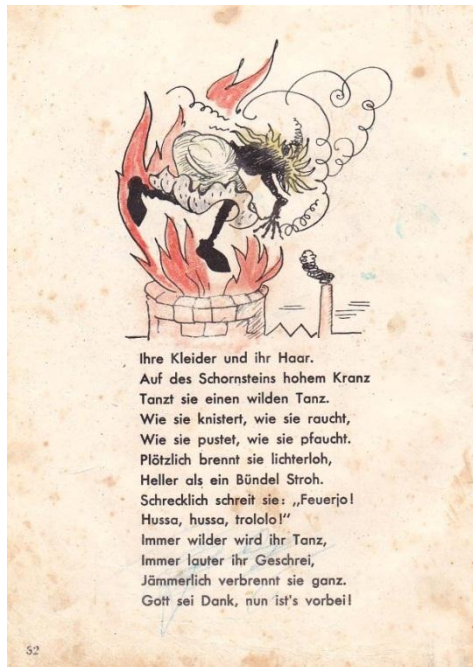 Ihre Kleider und ihr Haar.
Auf des Schornsteins hohem Kranz
Tanzt sie einen wilden Tanz.
Wie sie knistert, wie sie raucht,
Wie sie pustet, wie sie pfaucht.
Plötzlich brennt sie lichterloh,
Heller als ein Bündel Stroh.
Schrecklich schreit sie: „Feuerjo!
Hussa, hussa, trololo!“
Immer wilder wird ihr Tanz,
Immer lauter ihr Geschrei,
Jämmerlich verbrennt sie ganz.
Gott sei Dank, nun ist's vorbei!
52